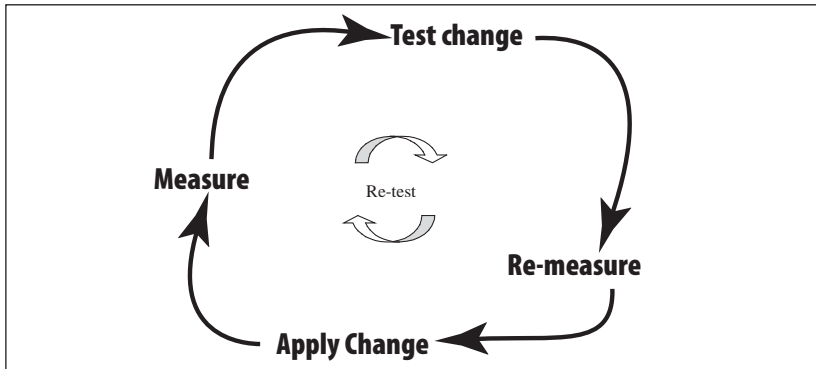 Test change
Measure
Re-test
Re-measure
Apply Change